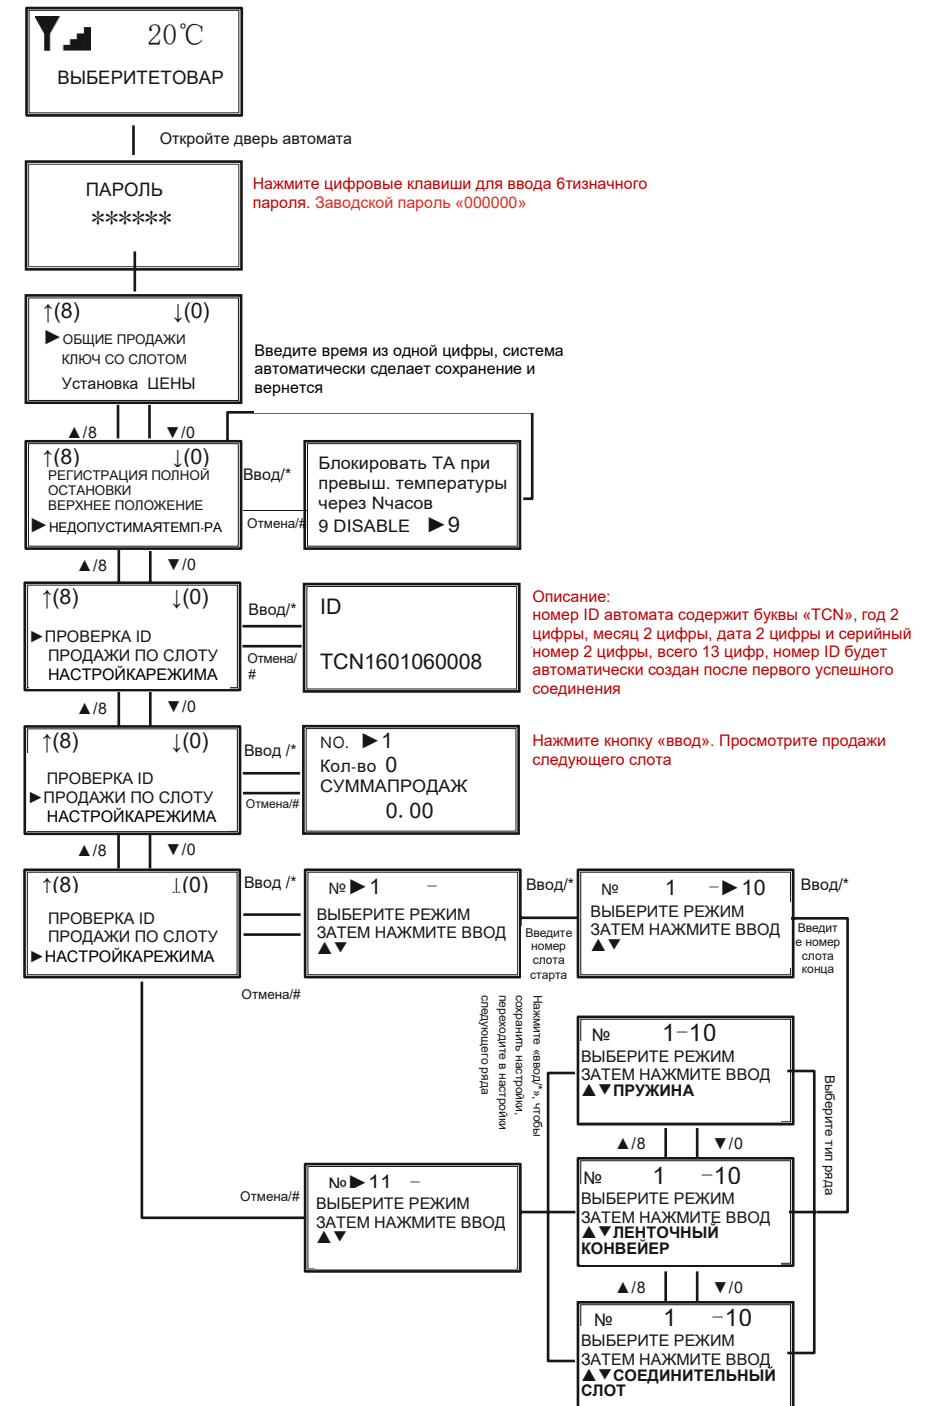 20℃
ВЫБЕРИТЕТОВАР
Откройте дверь автомата
ПАРОЛЬ
******
Нажмите цифровые клавиши для ввода 6тизначного
пароля. Заводской пароль «000000»
↑(8) ↓(0)
►ОБЩИЕ ПРОДАЖИ
КЛЮЧ СО СЛОТОМ
Установка ЦЕНЫ
Введите время из одной цифры, система
автоматически сделает сохранение и
вернется
▲/8 ▼/0
↑(8) ↓(0)
РЕГИСТРАЦИЯ ПОЛНОЙ
ОСТАНОВКИ
ВЕРХНЕЕ ПОЛОЖЕНИЕ
►НЕДОПУСТИМАЯТЕМП-РА
Ввод/*
Отмена/#
Блокировать ТА при
превыш. температуры
через Nчасов
9 DISABLE ►9
▲/8 ▼/0
↑(8) ↓(0)
►ПРОВЕРКА ID
ПРОДАЖИ ПО СЛОТУ
НАСТРОЙКАРЕЖИМА
Ввод/*
Отмена/
#
ID
TCN1601060008
Описание:
номер ID автомата содержит буквы «TCN», год 2
цифры, месяц 2 цифры, дата 2 цифры и серийный
номер 2 цифры, всего 13 цифр, номер ID будет
автоматически создан после первого успешного
соединения
▲/8 ▼/0
↑(8) ↓(0)
ПРОВЕРКА ID
►ПРОДАЖИ ПО СЛОТУ
НАСТРОЙКАРЕЖИМА
Ввод /*
Отмена/#
NO. ►1
Кол-во 0
СУММАПРОДАЖ
0.00
Нажмите кнопку «ввод». Просмотрите продажи
следующего слота
▲/8 ▼/0
↑(8) ↓(0)
ПРОВЕРКА ID
ПРОДАЖИ ПО СЛОТУ
►НАСТРОЙКАРЕЖИМА
Ввод /*
Отмена/#
№►1 –
ВЫБЕРИТЕ РЕЖИМ
ЗАТЕМ НАЖМИТЕ ВВОД
▲▼
Ввод/*
Введите
номер
слота
старта
№ 1 –►10
ВЫБЕРИТЕ РЕЖИМ
ЗАТЕМ НАЖМИТЕ ВВОД
▲▼
Ввод/*
Введит
е номер
слота
конца
Нажмите «ввод/*», чтобы
сохранить настройки,
переходите в настройки
следующего ряда
№ 1–10
ВЫБЕРИТЕ РЕЖИМ
ЗАТЕМ НАЖМИТЕ ВВОД
▲▼ПРУЖИНА
Выберите тип ряда
▲/8 ▼/0
Отмена/#
№►11 –
ВЫБЕРИТЕ РЕЖИМ
ЗАТЕМ НАЖМИТЕ ВВОД
▲▼
№ 1 –10
ВЫБЕРИТЕ РЕЖИМ
ЗАТЕМ НАЖМИТЕ ВВОД
▲▼ЛЕНТОЧНЫЙ
КОНВЕЙЕР
▲/8 ▼/0
№ 1 –10
ВЫБЕРИТЕ РЕЖИМ
ЗАТЕМ НАЖМИТЕ ВВОД
▲▼СОЕДИНИТЕЛЬНЫЙ
СЛОТ